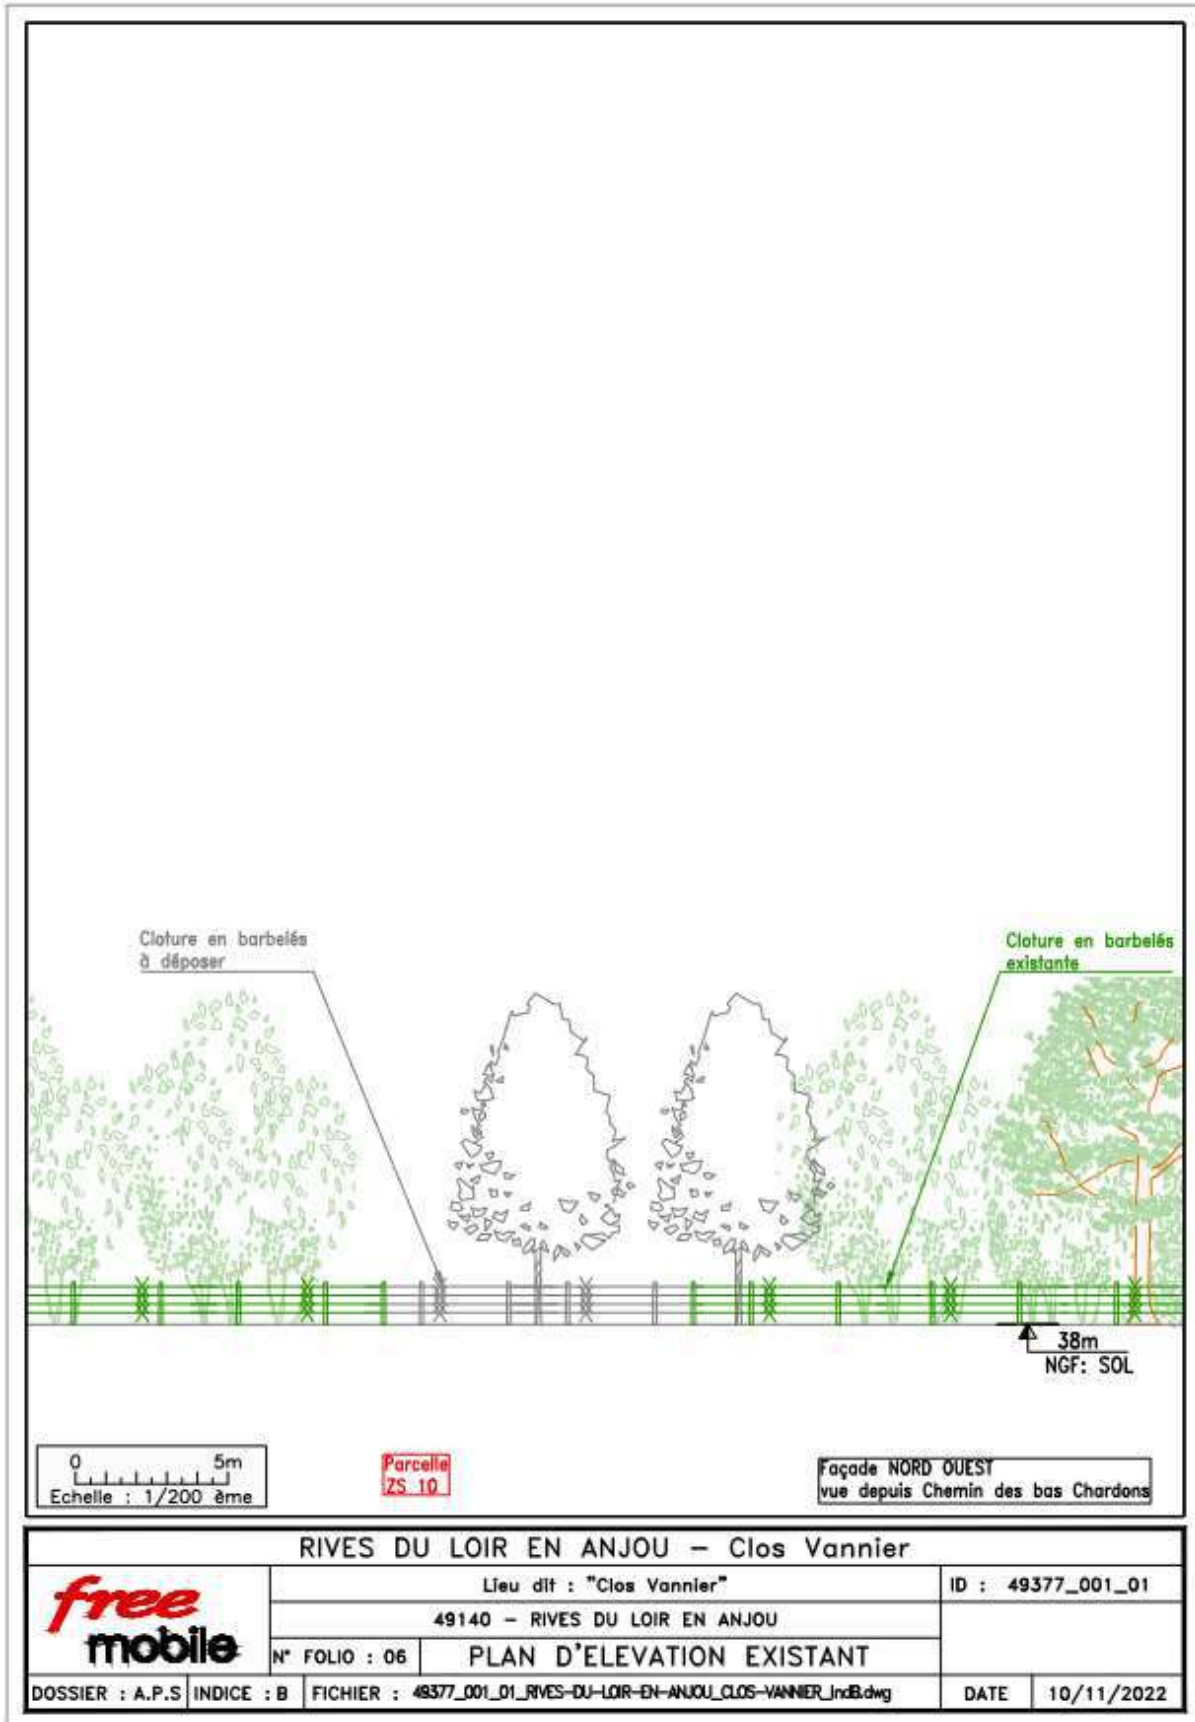 Cloture en barbelés
à déposer
Cloture en barbelés
existante
38m
NGF: SOL
0 5m
Echelle : 1/200 ème
Parcelle
ZS 10
Façade NORD OUEST
vue depuis Chemin des bas Chardons
RIVES DU LOIR EN ANJOU – Clos Vannier
free
mobile
Lieu dit : "Clos Vannier"
ID : 49377_001_01
49140 – RIVES DU LOIR EN ANJOU
N° FOLIO : 06
PLAN D'ELEVATION EXISTANT
DOSSIER : A.P.S
INDICE : B
FICHIER : 49377_001_01_RIVES-DU-LOIR-EN-ANJOU_CLOS-VANNIER_IndB.dwg
DATE
10/11/2022